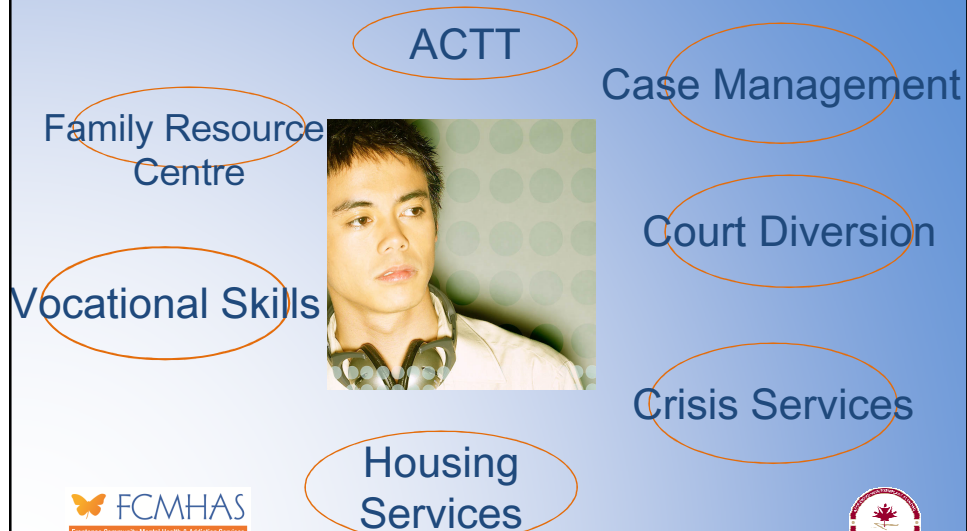 ACTT
Case Management
Family Resource
Centre
Court Diversion
Vocational Skills
Crisis Services
Housing
Services
FCMHAS